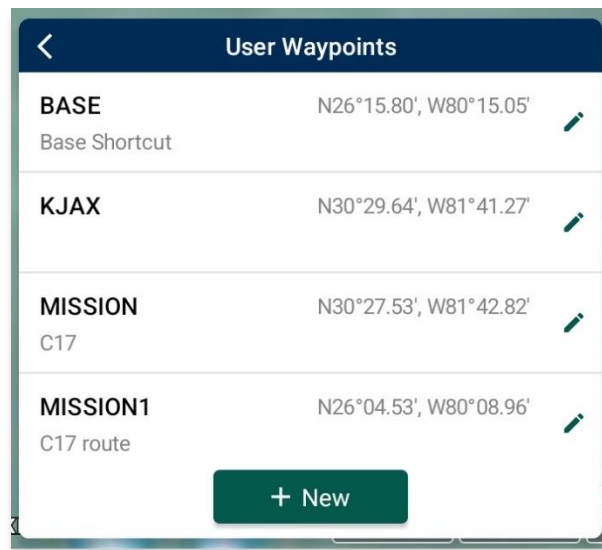 User Waypoints
BASE N26°15.80', W80°15.05'
Base Shortcut
KJAX N30°29.64', W81°41.27'
MISSION N30°27.53', W81°42.82'
C17
MISSION1 N26°04.53', W80°08.96'
C17 route
+ New